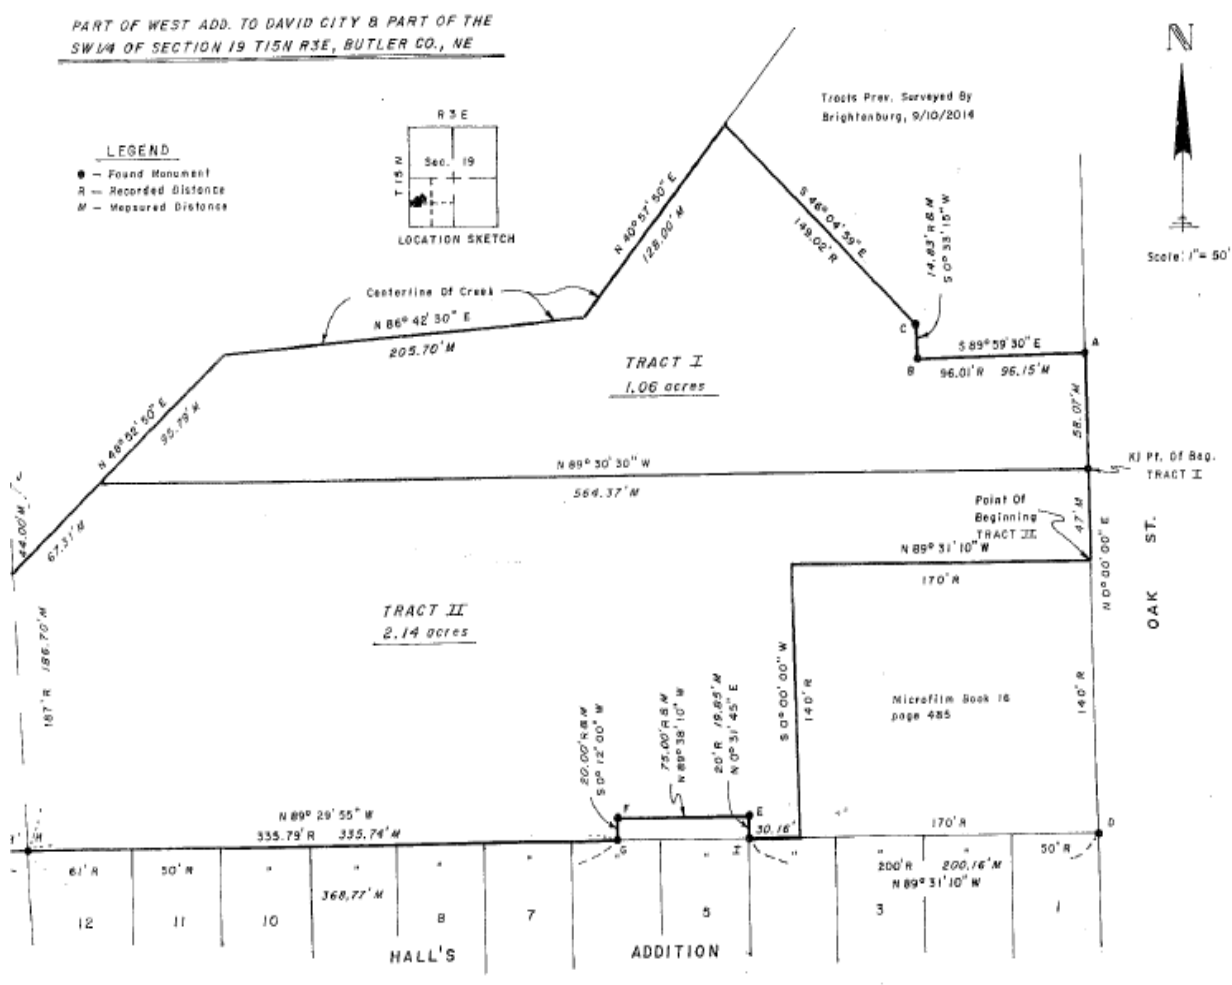 PART OF WEST ADD. TO DAVID CITY & PART OF THE
SW1/4 OF SECTION 19 T15N R3E, BUTLER CO., NE
N
Tracts Prev. Surveyed By
Brightenburg, 9/10/2014
R 3 E
T 15 N
Sec. 19
LOCATION SKETCH
LEGEND
● – Found Monument
R – Recorded Distance
M – Measured Distance
Scale: 1" = 50'
N 40° 57' 50" E
128.00' M
S 46° 04' 59" E
149.02' R
14.83' R & M
S 0° 33' 15" W
Centerline Of Creek
N 86° 42' 30" E
205.70' M
C
S 89° 59' 30" E
A
B
96.01' R 96.15' M
TRACT I
1.06 acres
58.07' M
N 48° 52' 50" E
95.79' M
N 89° 30' 30" W
564.37' M
Pt. Of Beg.
TRACT I
Point Of
Beginning
TRACT II
47' M
N 0° 00' 00" E
OAK ST.
44.00' M
67.31' M
N 89° 31' 10" W
170' R
TRACT II
2.14 acres
187' R 186.70' M
S 0° 00' 00" W
140' R
Microfilm Book 16
page 485
140' R
20.00' R & M
S 0° 12' 00" W
75.00' R & M
N 89° 38' 10" W
20' R 19.85' M
N 0° 31' 45" E
F
E
N 89° 29' 55" W
335.79' R 335.74' M
30.16'
170' R
D
H
G
H
61' R
50' R
"
"
"
"
"
"
"
"
50' R
368.77' M
200' R 200.16' M
N 89° 31' 10" W
12
11
10
8
7
5
3
1
HALL'S ADDITION